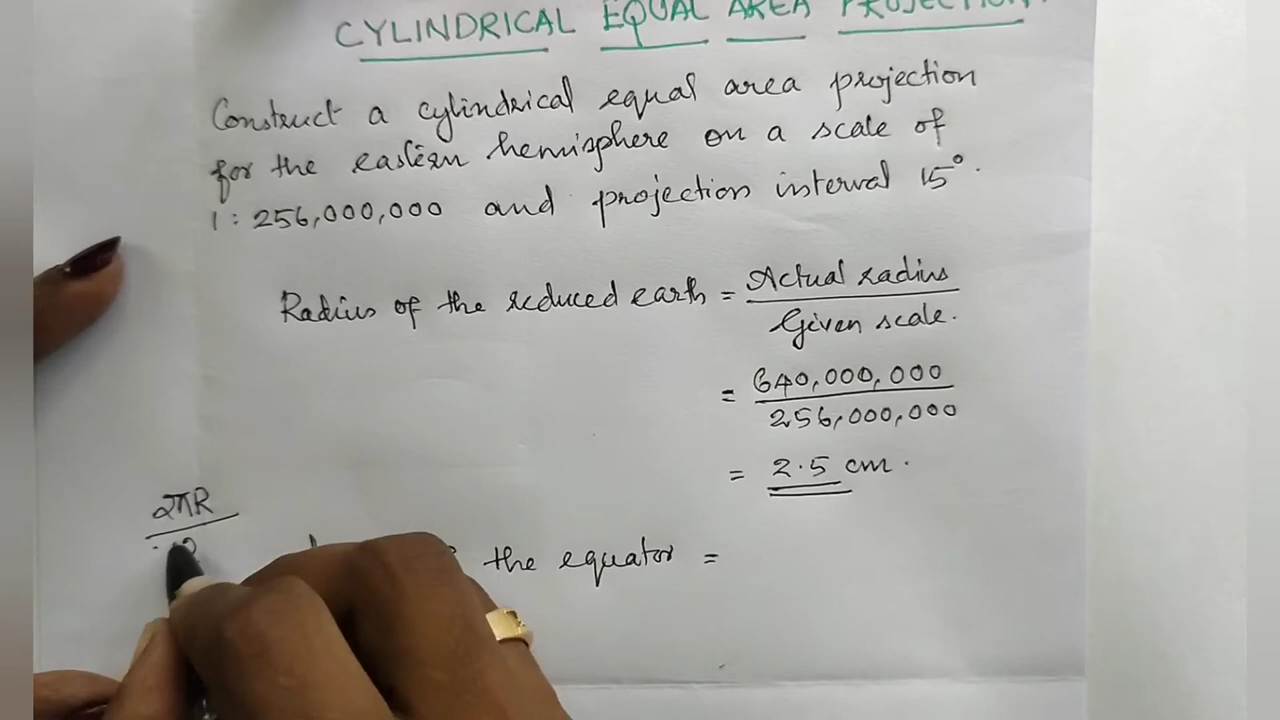 CYLINDRICAL EQUAL AREA PROJECTION
Construct a cylindrical equal area projection
for the eastern hemisphere on a scale of
1:256,000,000 and projection interval 15°.
Radius of the reduced earth = Actual radius
Given scale.
= 640,000,000
256,000,000
= 2.5 cm.
2πR
the equator =